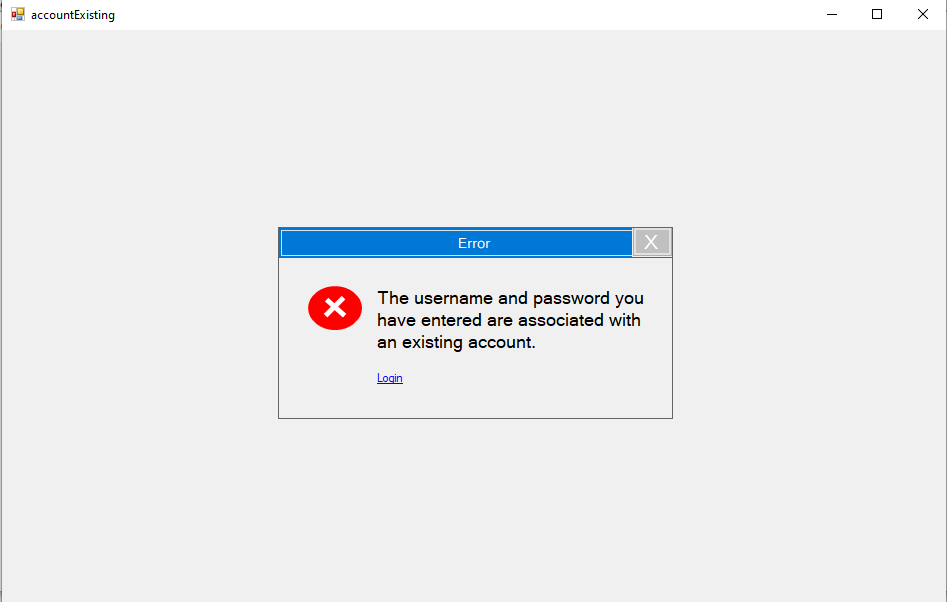 accountExisting
Error
X
The username and password you
have entered are associated with
an existing account.
Login